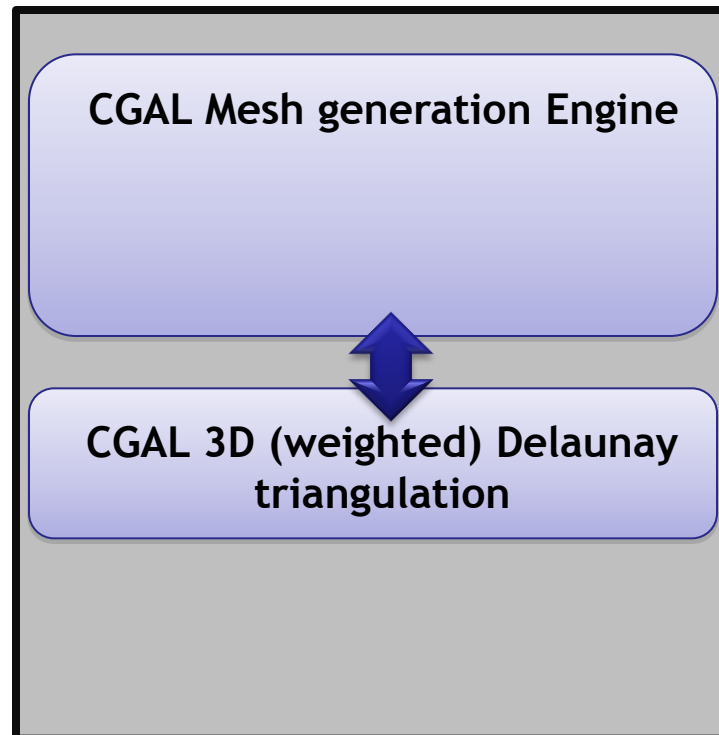 CGAL Mesh generation Engine
CGAL 3D (weighted) Delaunay
triangulation